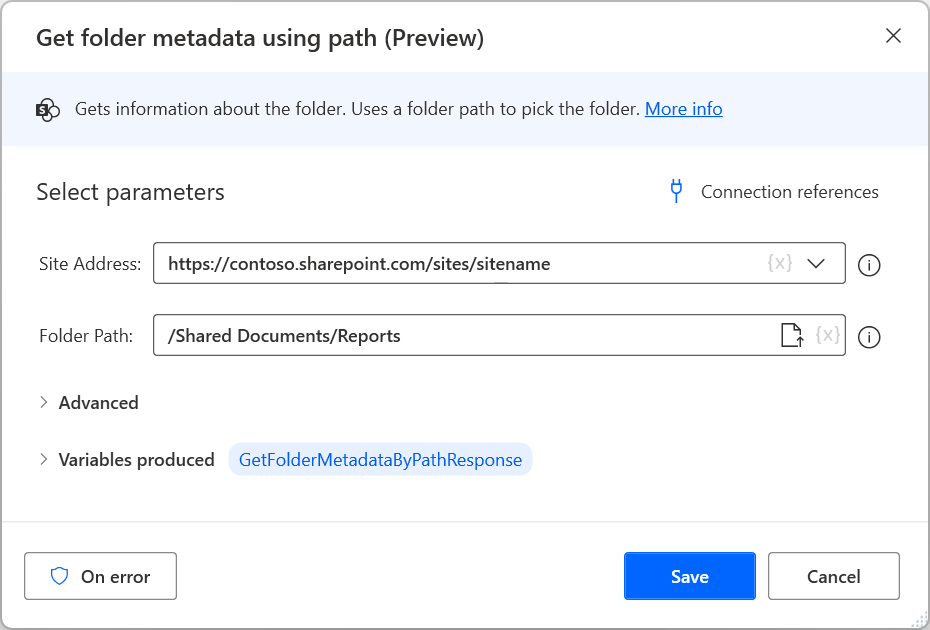 Get folder metadata using path (Preview)
Gets information about the folder. Uses a folder path to pick the folder. More info
Select parameters
Connection references
Site Address: https://contoso.sharepoint.com/sites/sitename {x}
Folder Path: /Shared Documents/Reports {x}
Advanced
Variables produced GetFolderMetadataByPathResponse
On error Save Cancel